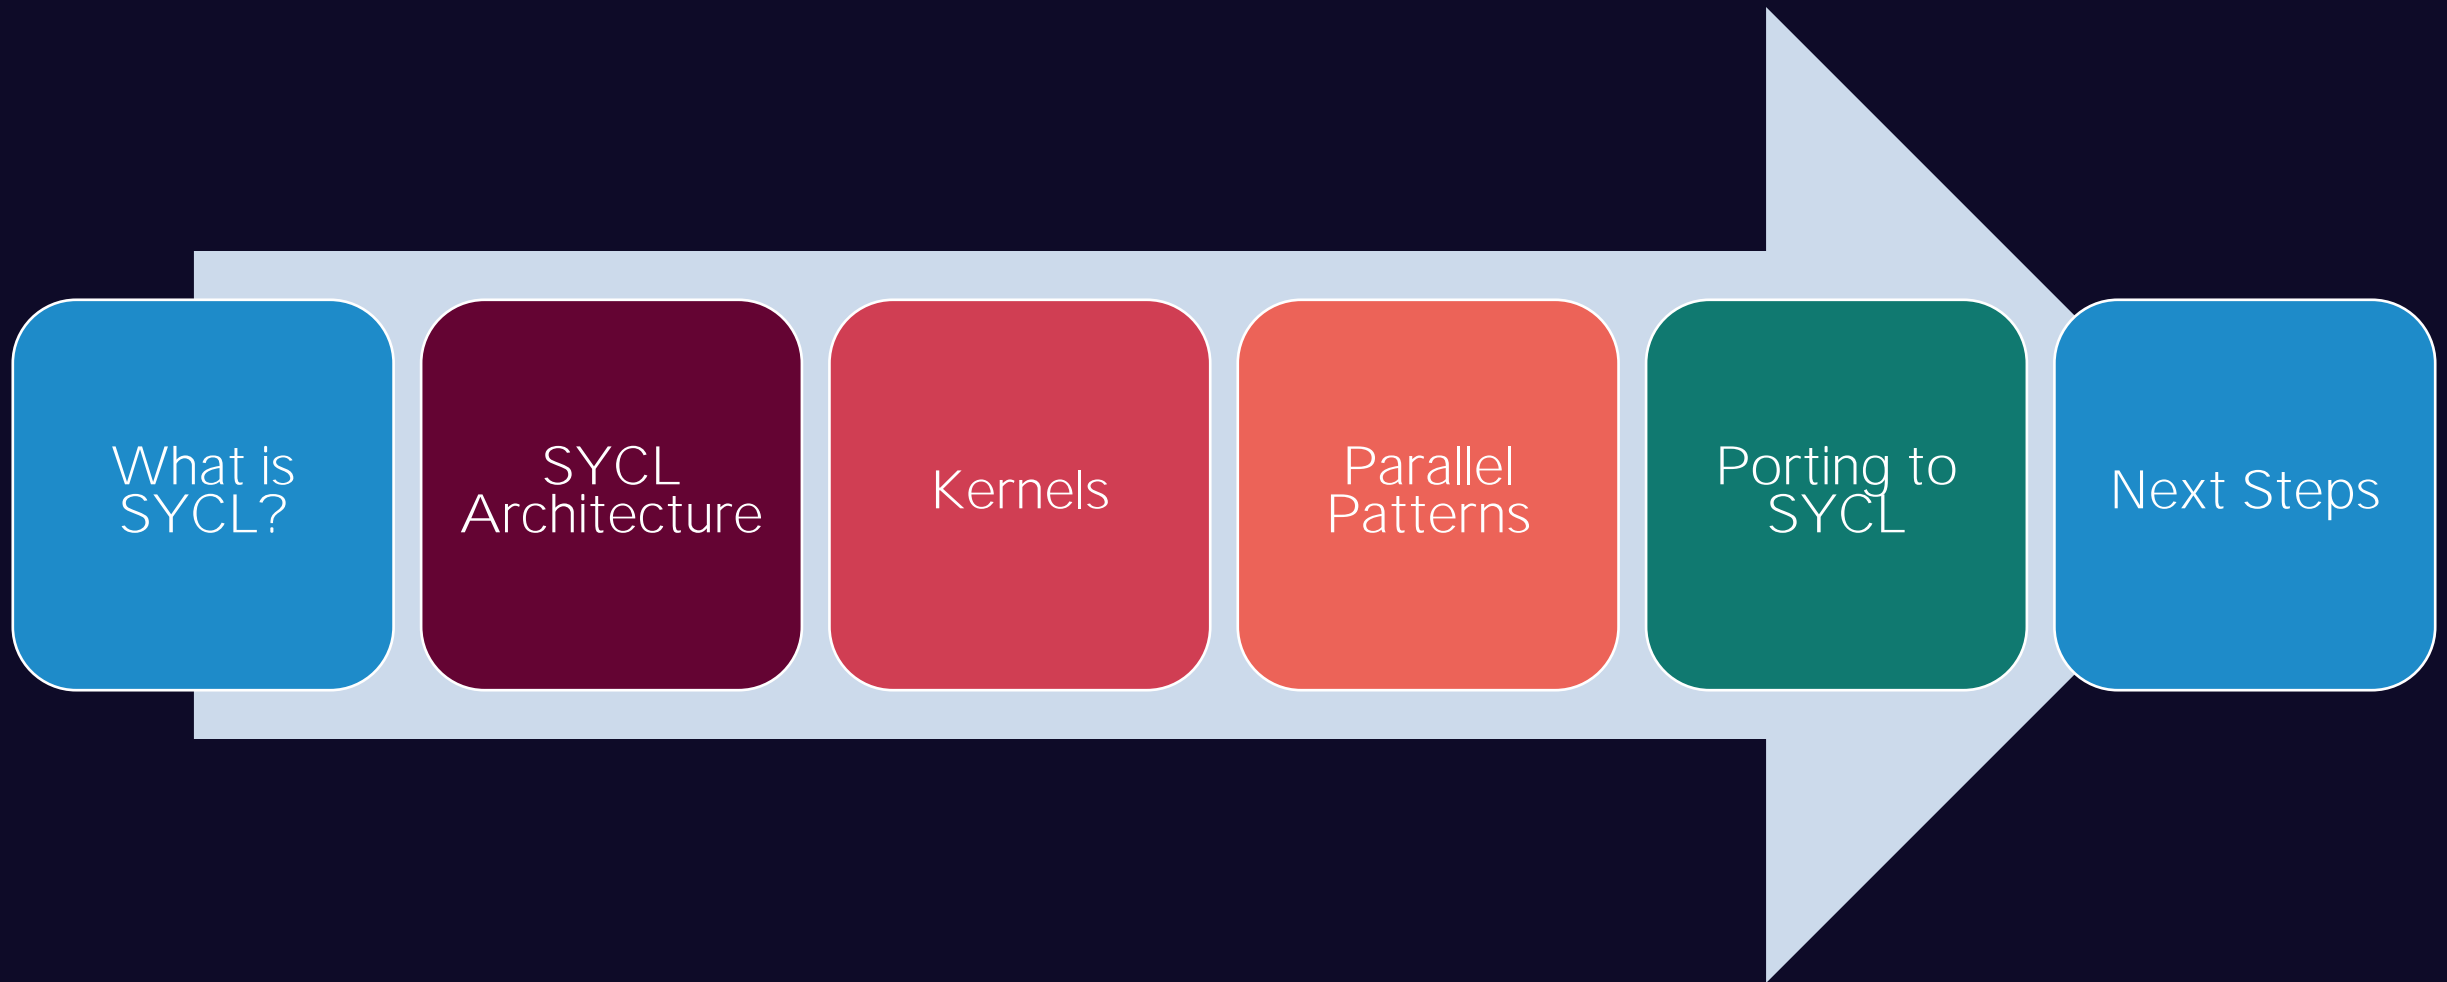 What is
SYCL?
SYCL
Architecture
Kernels
Parallel
Patterns
Porting to
SYCL
Next Steps